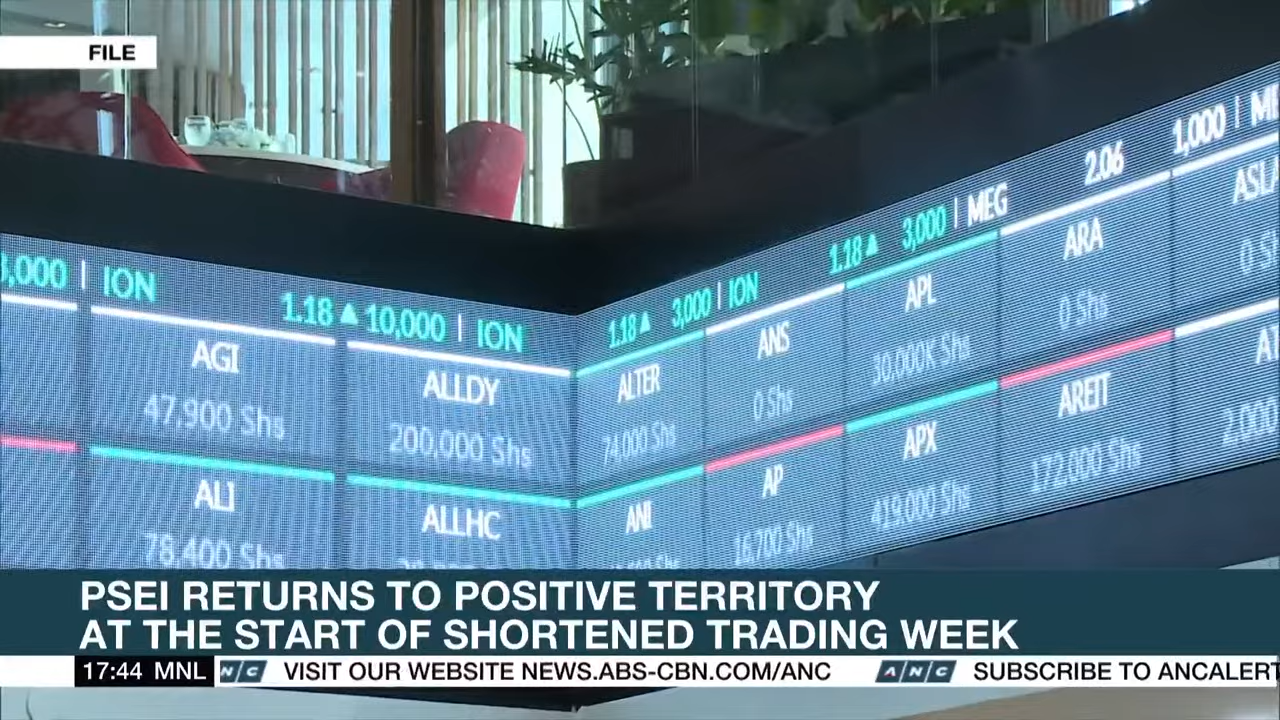 FILE
,000 | ION 1.18 ▲ 10,000 | ION 1.18 ▲ 3,000 | ION 1.18 ▲ 3,000 | MEG 2.06 1,000 |
AGI
47,900 Shs
ALLDY
200,000 Shs
ALTER
74,000 Shs
ANS
0 Shs
APL
30,000K Shs
ARA
0 Shs
ALI
78,400 Shs
ALLHC
ANI
AP
16,700 Shs
APX
419,000 Shs
AREIT
172,000 Shs
2,000
PSEI RETURNS TO POSITIVE TERRITORY
AT THE START OF SHORTENED TRADING WEEK
17:44 MNL ANC VISIT OUR WEBSITE NEWS.ABS-CBN.COM/ANC ANC SUBSCRIBE TO ANCALERT